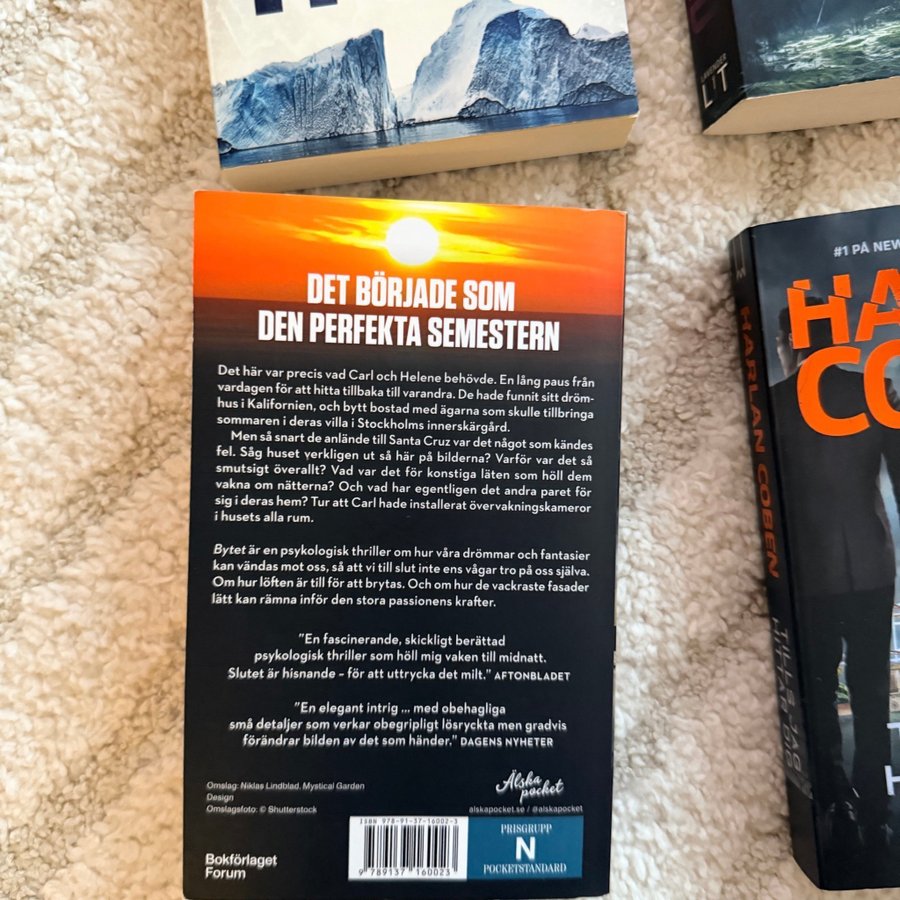 LAVENDER
LIT
DET BÖRJADE SOM
DEN PERFEKTA SEMESTERN
Det här var precis vad Carl och Helene behövde. En lång paus från
vardagen för att hitta tillbaka till varandra. De hade funnit sitt dröm-
hus i Kalifornien, och bytt bostad med ägarna som skulle tillbringa
sommaren i deras villa i Stockholms innerskärgård.
Men så snart de anlände till Santa Cruz var det något som kändes
fel. Såg huset verkligen ut så här på bilderna? Varför var det så
smutsigt överallt? Vad var det för konstiga läten som höll dem
vakna om nätterna? Och vad har egentligen det andra paret för
sig i deras hem? Tur att Carl hade installerat övervakningskameror
i husets alla rum.
Bytet är en psykologisk thriller om hur våra drömmar och fantasier
kan vändas mot oss, så att vi till slut inte ens vågar tro på oss själva.
Om hur löften är till för att brytas. Och om hur de vackraste fasader
lätt kan rämna inför den stora passionens krafter.
"En fascinerande, skickligt berättad
psykologisk thriller som höll mig vaken till midnatt.
Slutet är hisnande – för att uttrycka det milt." AFTONBLADET
"En elegant intrig ... med obehagliga
små detaljer som verkar obegripligt lösryckta men gradvis
förändrar bilden av det som händer." DAGENS NYHETER
Omslag: Niklas Lindblad, Mystical Garden
Design
Omslagsfoto: © Shutterstock
Älska
pocket
alskapocket.se / @alskapocket
Bokförlaget
Forum
ISBN 978-91-37-16002-3
9 789137 160023
PRISGRUPP
N
POCKETSTANDARD
#1 PÅ NEW
HA
CO
HARLAN COBEN
TILLS JAG
H